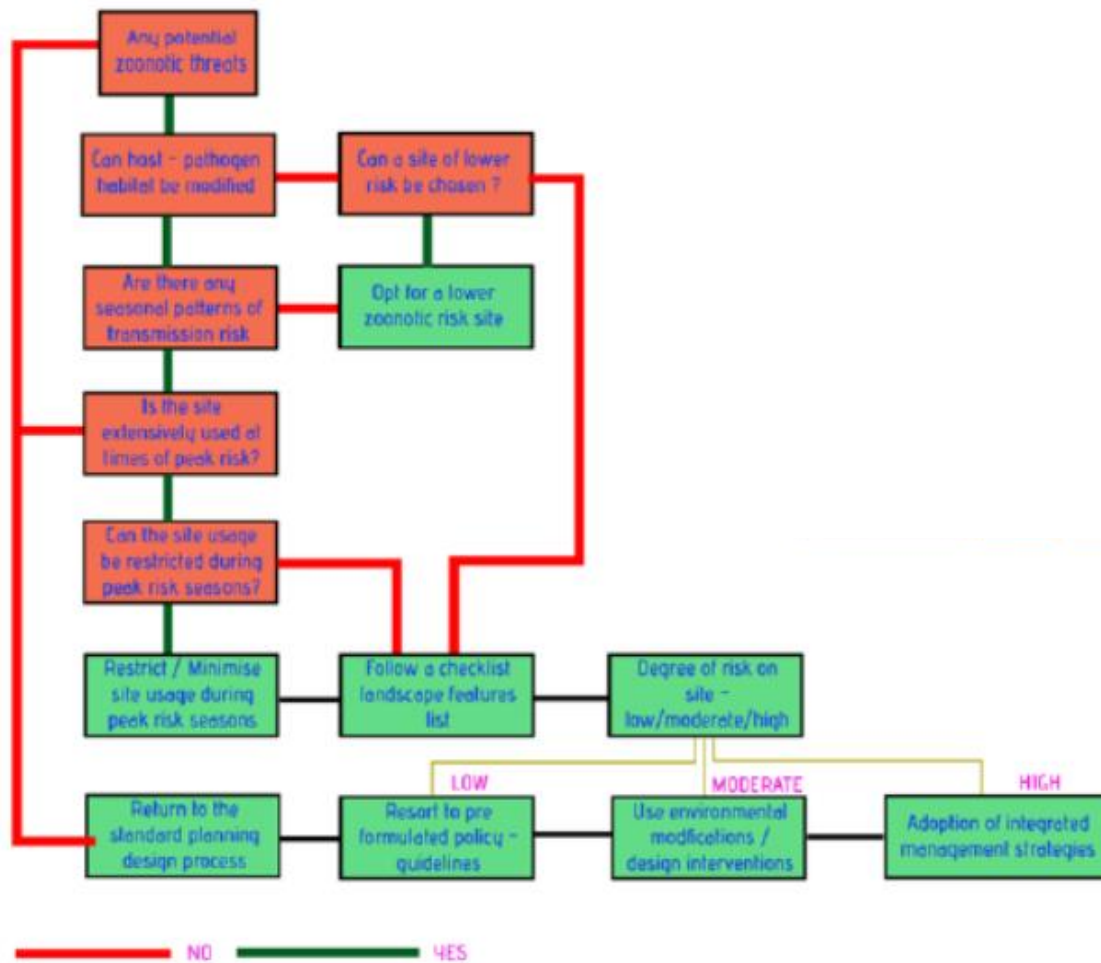 Any potential
zoonotic threats
Can host - pathogen
habitat be modified
Can a site of lower
risk be chosen ?
Are there any
seasonal patterns of
transmission risk
Opt for a lower
zoonotic risk site
Is the site
extensively used at
times of peak risk?
Can the site usage
be restricted during
peak risk seasons?
Restrict / Minimise
site usage during
peak risk seasons
Follow a checklist
landscape features
list
Degree of risk on
site -
low/moderate/high
LOW
MODERATE
HIGH
Return to the
standard planning
design process
Resort to pre
formulated policy -
guidelines
Use environmental
modifications /
design interventions
Adoption of integrated
management strategies
NO
YES